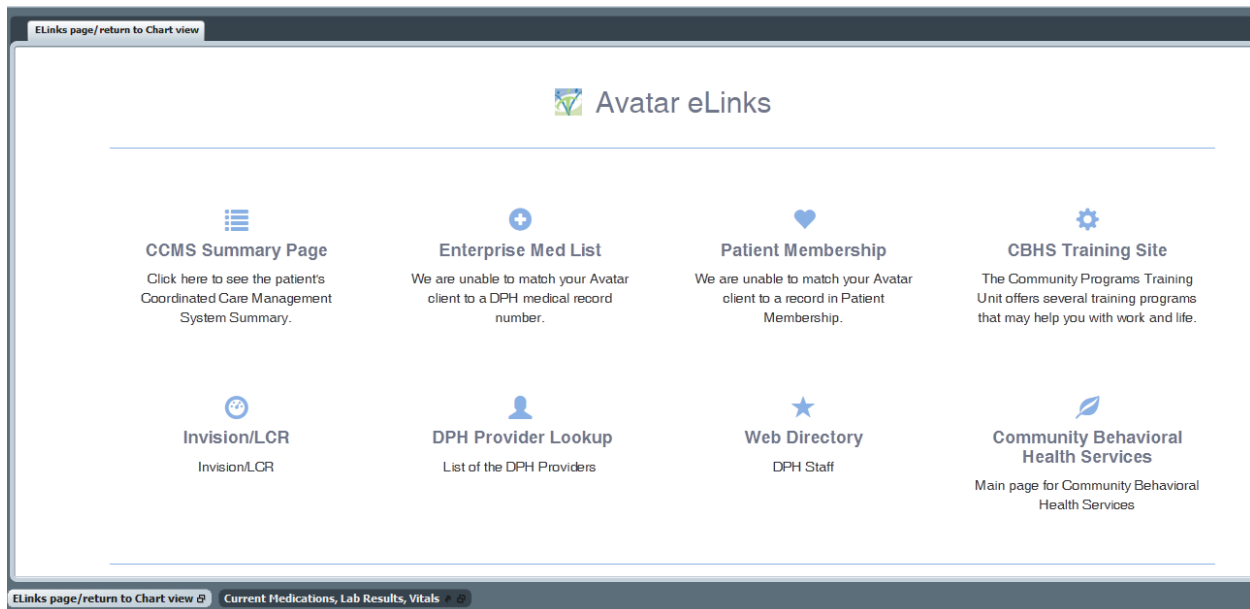 ELinks page/return to Chart view
Avatar eLinks
CCMS Summary Page
Click here to see the patient's
Coordinated Care Management
System Summary.
Enterprise Med List
We are unable to match your Avatar
client to a DPH medical record
number.
Patient Membership
We are unable to match your Avatar
client to a record in Patient
Membership.
CBHS Training Site
The Community Programs Training
Unit offers several training programs
that may help you with work and life.
Invision/LCR
Invision/LCR
DPH Provider Lookup
List of the DPH Providers
Web Directory
DPH Staff
Community Behavioral
Health Services
Main page for Community Behavioral
Health Services
ELinks page/return to Chart view
Current Medications, Lab Results, Vitals